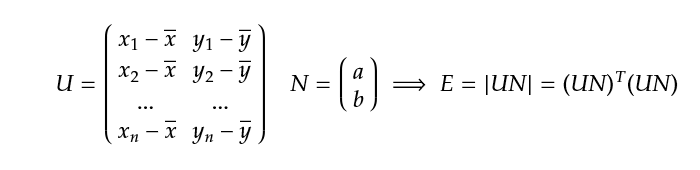 U = ( x₁ − x̅ y₁ − y̅
x₂ − x̅ y₂ − y̅
... ...
xₙ − x̅ yₙ − y̅ ) N = ( a
b ) ⟹ E = |UN| = (UN)ᵀ(UN)